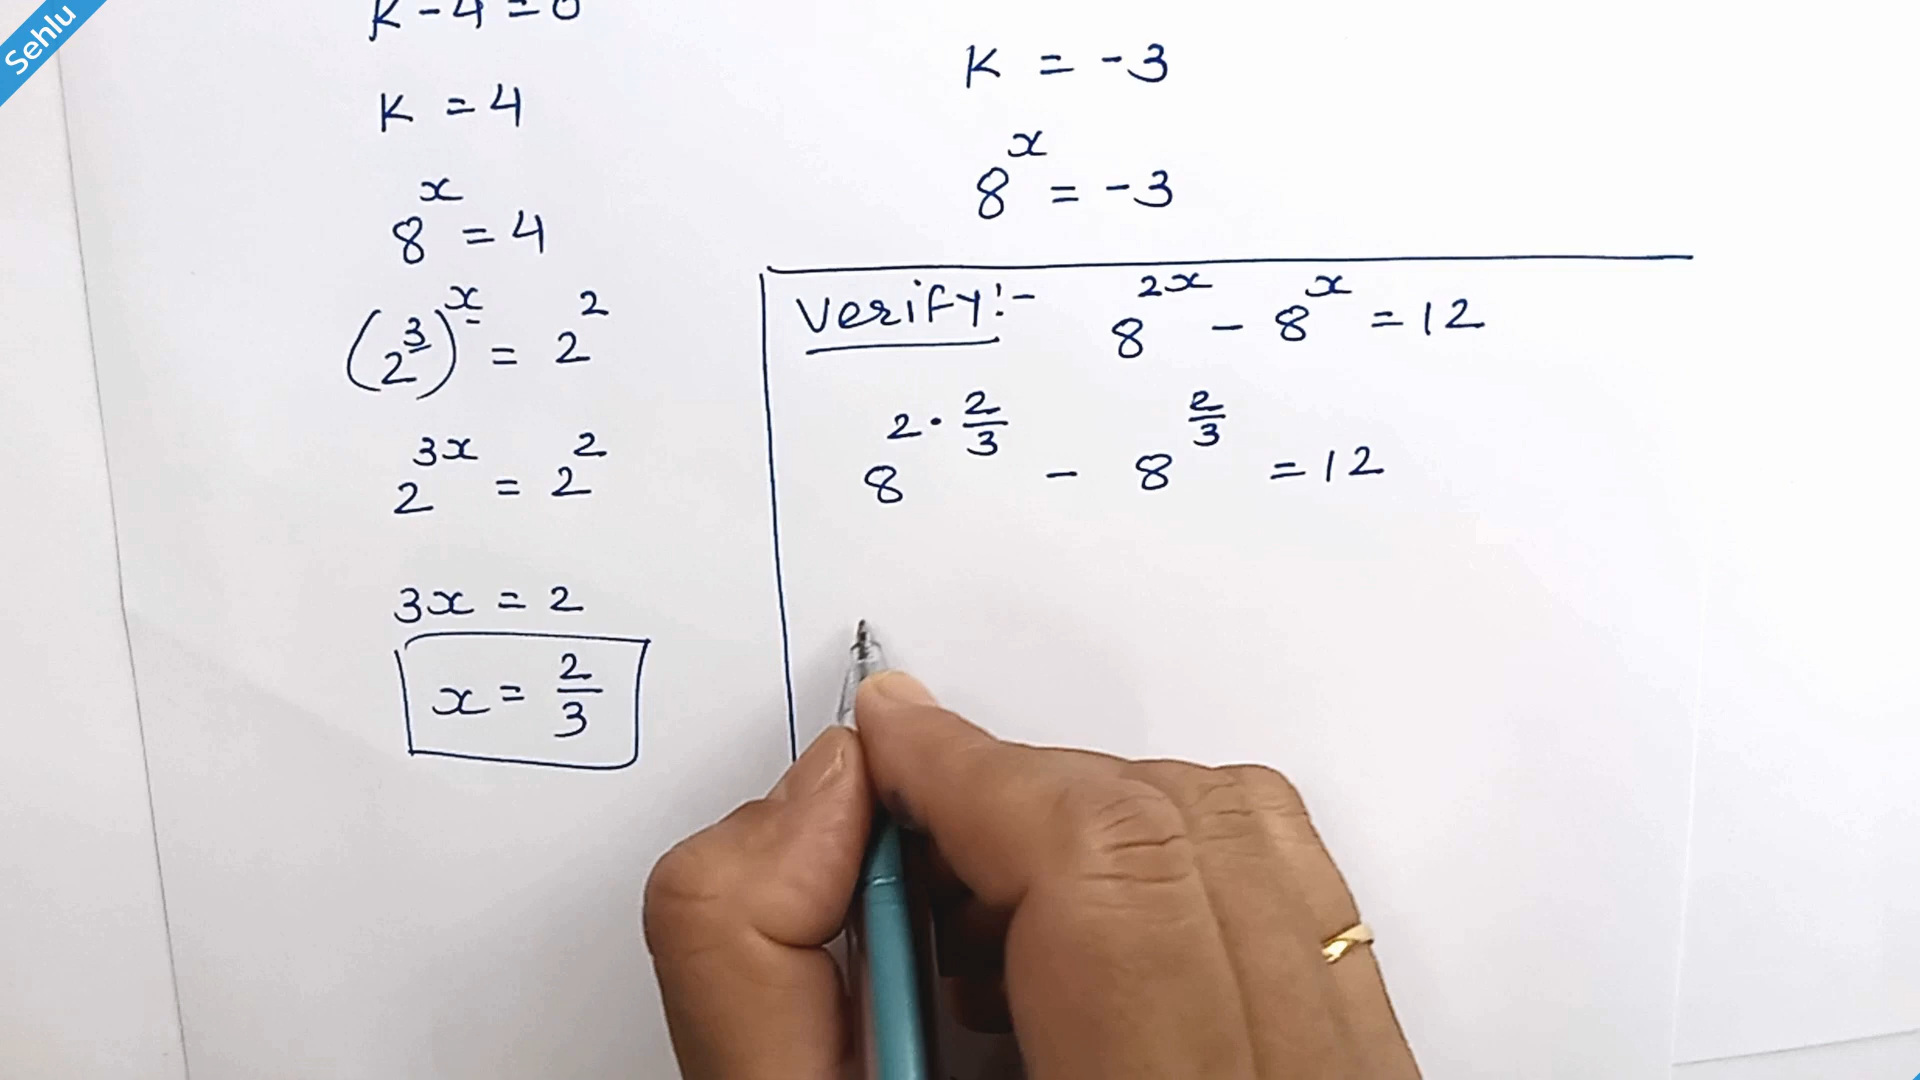 Sehlu
K - 4 = 0
K = 4
8^x = 4
(2^3)^x = 2^2
2^{3x} = 2^2
3x = 2
x = 2/3
K = -3
8^x = -3
Verify:- 8^{2x} - 8^x = 12
8^{2·2/3} - 8^{2/3} = 12